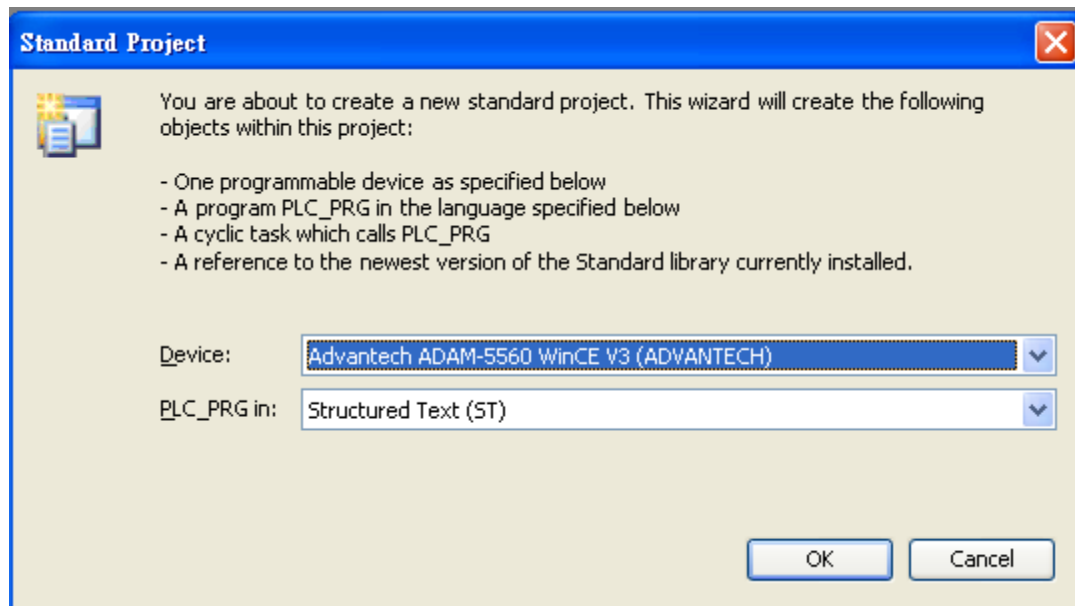 Standard Project
You are about to create a new standard project. This wizard will create the following
objects within this project:
- One programmable device as specified below
- A program PLC_PRG in the language specified below
- A cyclic task which calls PLC_PRG
- A reference to the newest version of the Standard library currently installed.
Device: Advantech ADAM-5560 WinCE V3 (ADVANTECH)
PLC_PRG in: Structured Text (ST)
OK Cancel